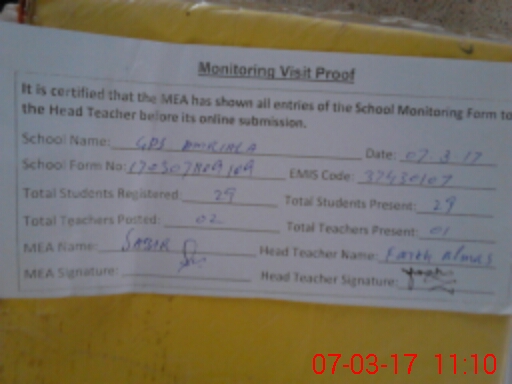 Monitoring Visit Proof
It is certified that the MEA has shown all entries of the School Monitoring Form to
the Head Teacher before its online submission.
School Name: GPS Date: 07.3.17
School Form No: EMIS Code: 37430107
Total Students Registered: 29 Total Students Present: 29
Total Teachers Posted: 02 Total Teachers Present: 01
MEA Name: SABIR Head Teacher Name:
MEA Signature: Head Teacher Signature:
07-03-17 11:10